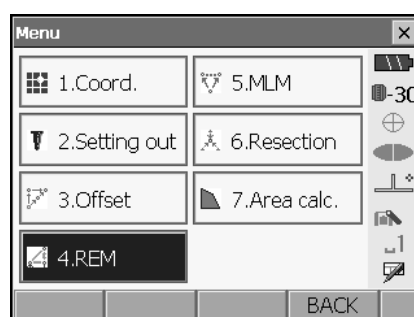 Menu
1.Coord.
5.MLM
2.Setting out
6.Resection
-30
3.Offset
7.Area calc.
4.REM
1
BACK